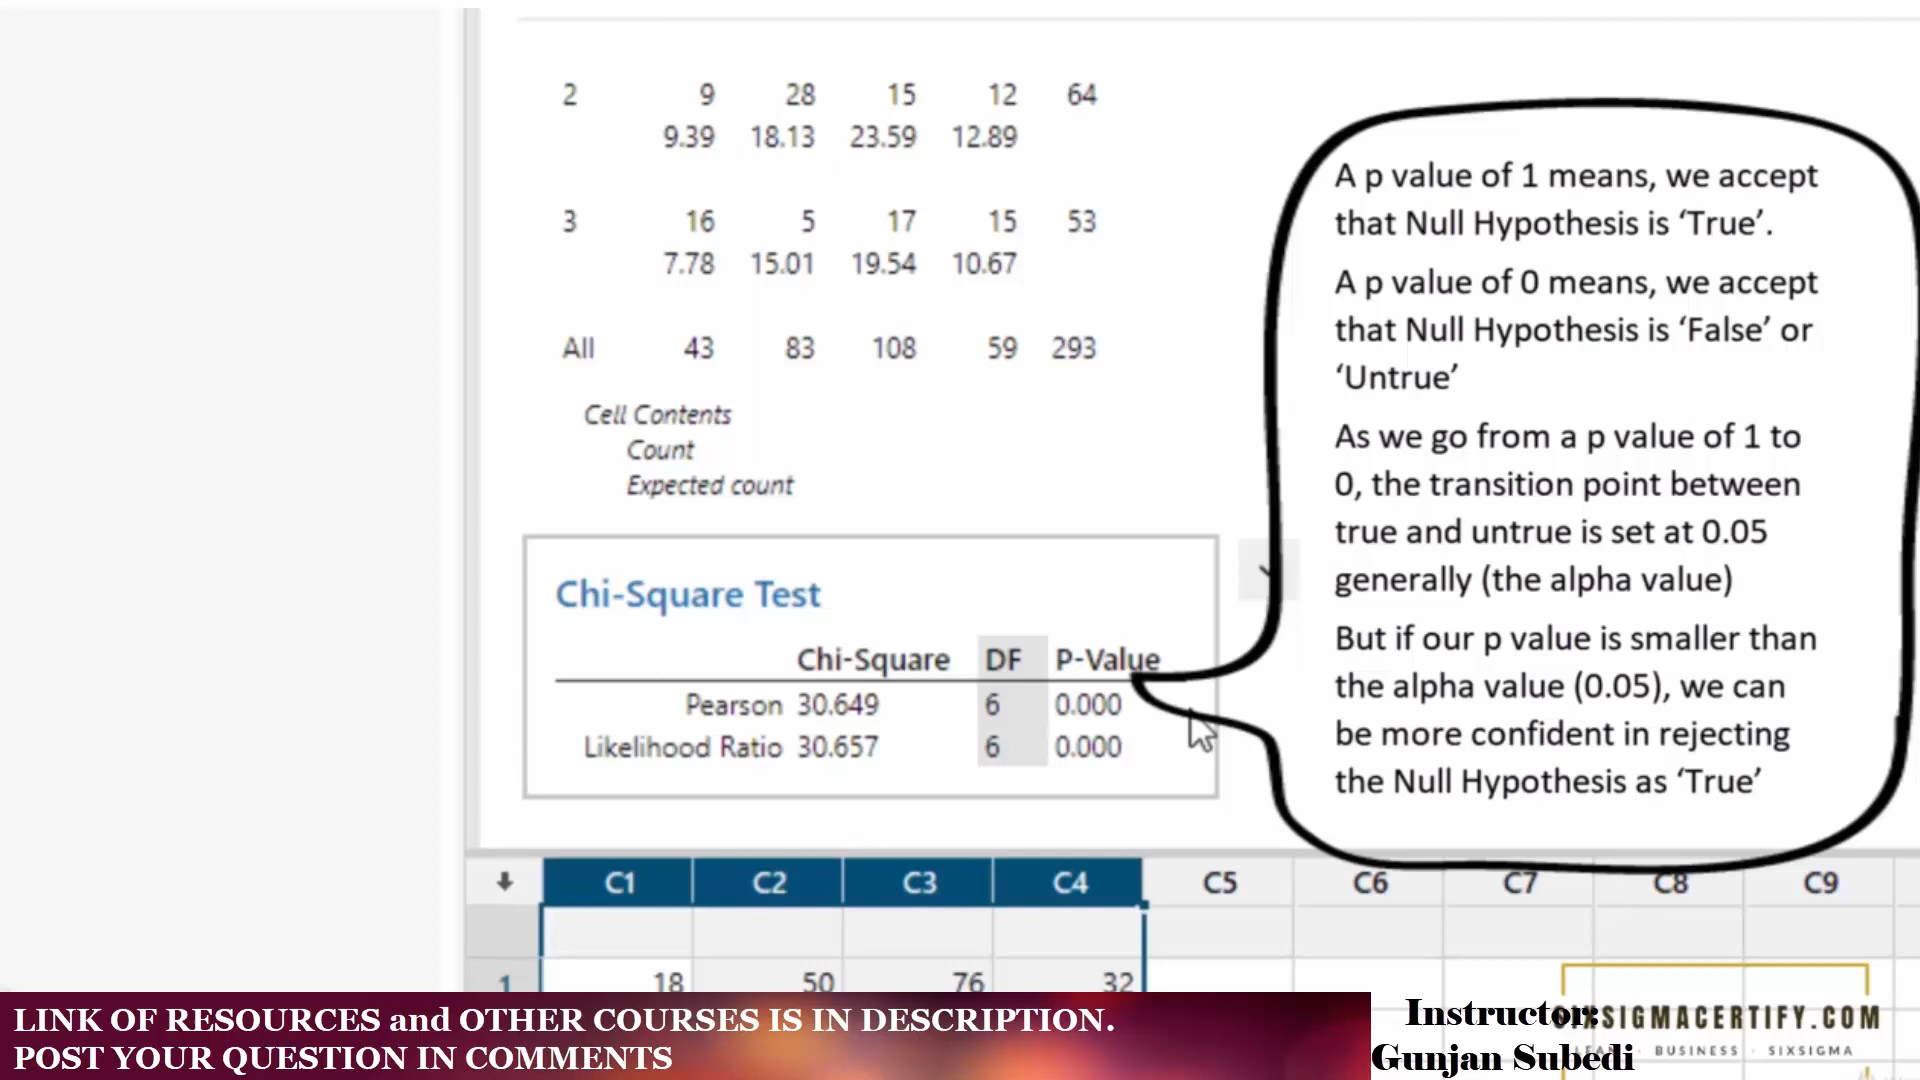 2 9 28 15 12 64
9.39 18.13 23.59 12.89
3 16 5 17 15 53
7.78 15.01 19.54 10.67
All 43 83 108 59 293
Cell Contents
Count
Expected count
Chi-Square Test
Chi-Square DF P-Value
Pearson 30.649 6 0.000
Likelihood Ratio 30.657 6 0.000
A p value of 1 means, we accept
that Null Hypothesis is ‘True’.
A p value of 0 means, we accept
that Null Hypothesis is ‘False’ or
‘Untrue’
As we go from a p value of 1 to
0, the transition point between
true and untrue is set at 0.05
generally (the alpha value)
But if our p value is smaller than
the alpha value (0.05), we can
be more confident in rejecting
the Null Hypothesis as ‘True’
C1 C2 C3 C4 C5 C6 C7 C8 C9
1 18 50 76 32
LINK OF RESOURCES and OTHER COURSES IS IN DESCRIPTION.
POST YOUR QUESTION IN COMMENTS
Instructor:
Gunjan Subedi
SIGMACERTIFY.COM
BUSINESS · SIXSIGMA